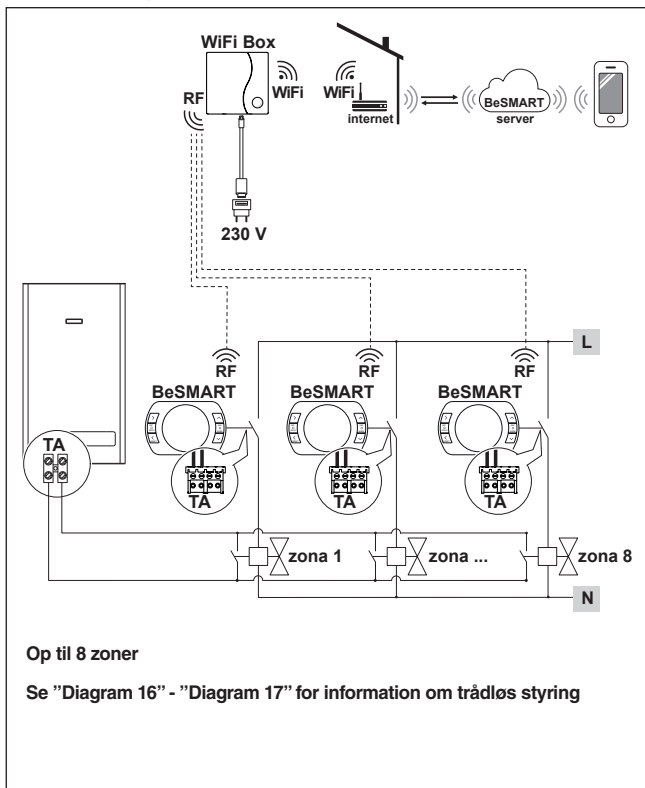 WiFi Box
WiFi
RF
230 V
WiFi
internet
BeSMART
server
L
RF
RF
RF
BeSMART
BeSMART
BeSMART
TA
TA
TA
TA
zona 1
zona ...
zona 8
N
Op til 8 zoner
Se ”Diagram 16” - ”Diagram 17” for information om trådløs styring